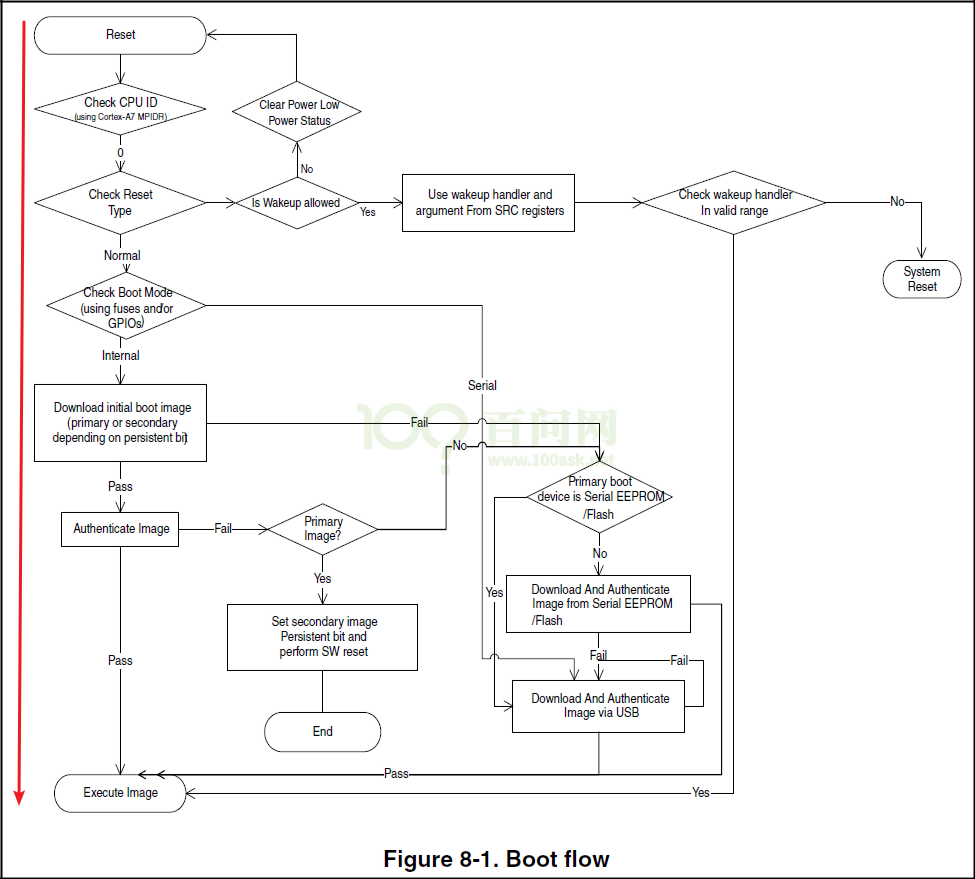 Reset
Check CPU ID
(using Cortex-A7 MPIDR)
0
Clear Power Low
Power Status
No
Check Reset
Type
Is Wakeup allowed
Yes
Use wakeup handler and
argument From SRC registers
Check wakeup handler
In valid range
No
System
Reset
Normal
Check Boot Mode
(using fuses and/or
GPIOs)
Internal
Serial
Download initial boot image
(primary or secondary
depending on persistent bit)
Fail
No
100
百问网
www.100ask.net
Pass
Primary boot
device is Serial EEPROM
/Flash
Authenticate Image
Fail
Primary
Image?
No
Yes
Yes
Download And Authenticate
Image from Serial EEPROM
/Flash
Set secondary image
Persistent bit and
perform SW reset
Pass
Fail
Fail
Download And Authenticate
Image via USB
End
Pass
Execute Image
Yes
Figure 8-1. Boot flow